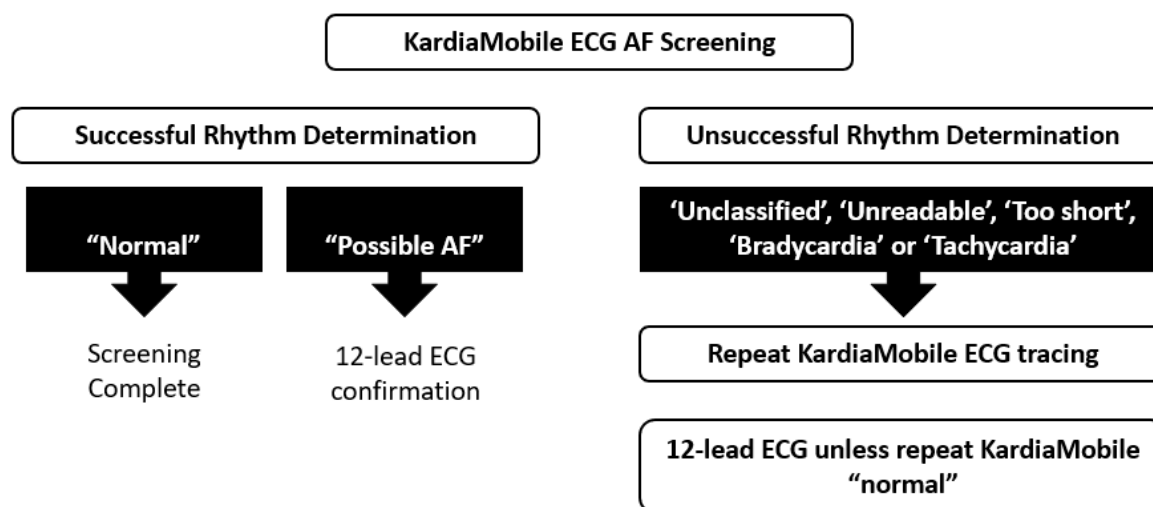 KardiaMobile ECG AF Screening
Successful Rhythm Determination
“Normal”
Screening
Complete
“Possible AF”
12-lead ECG
confirmation
Unsuccessful Rhythm Determination
‘Unclassified’, ‘Unreadable’, ‘Too short’,
‘Bradycardia’ or ‘Tachycardia’
Repeat KardiaMobile ECG tracing
12-lead ECG unless repeat KardiaMobile
“normal”